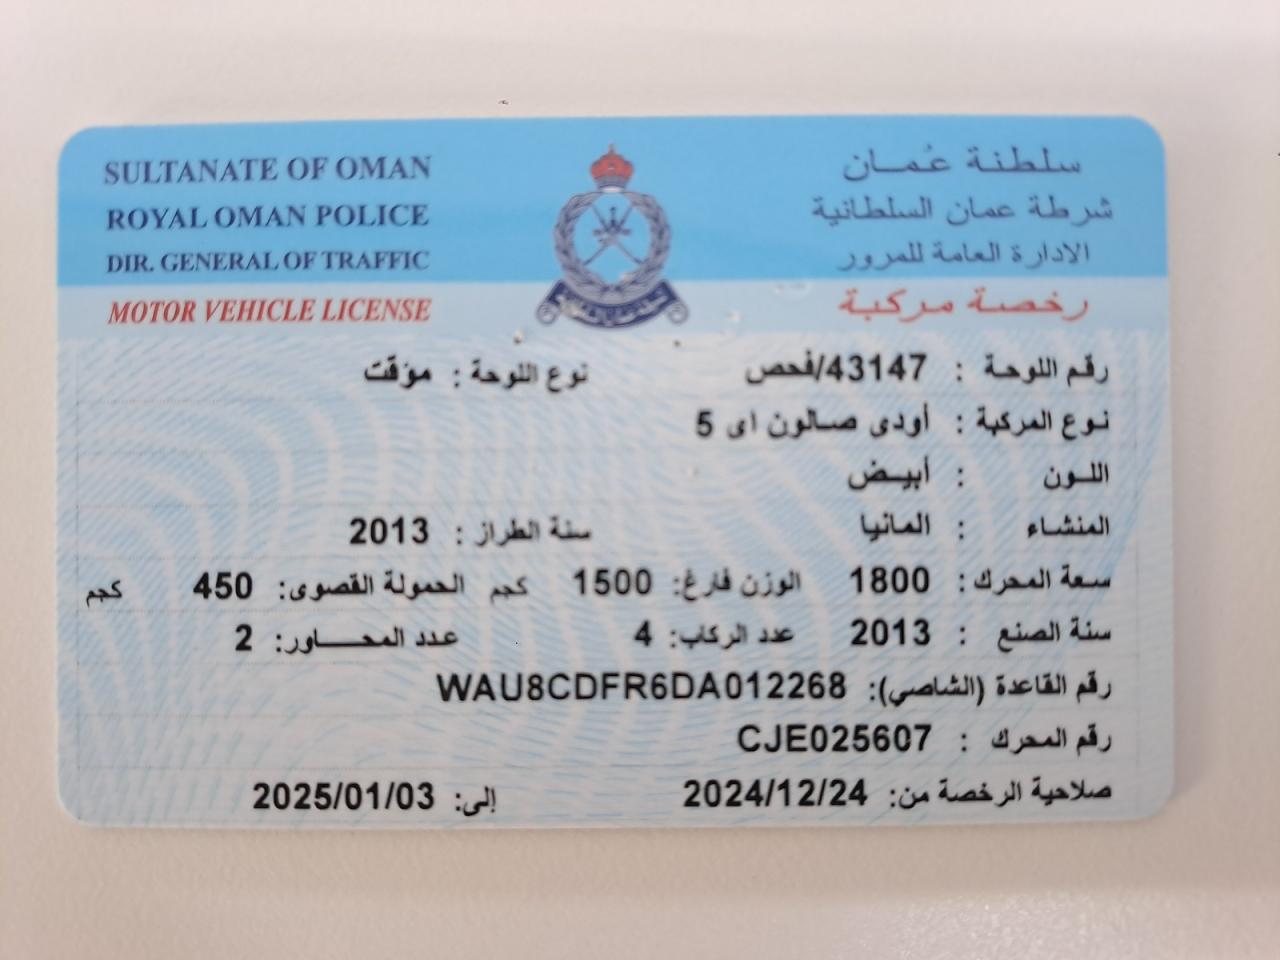 SULTANATE OF OMAN
ROYAL OMAN POLICE
DIR. GENERAL OF TRAFFIC
MOTOR VEHICLE LICENSE
سلطنة عُمــان
شرطة عمان السلطانية
الادارة العامة للمرور
رخصة مركبة
رقم اللوحة : 43147/فحص نوع اللوحة : مؤقت
نوع المركبة : أودى صالون اى 5
اللـون : أبيض
المنشاء : المانيا سنة الطراز : 2013
سعة المحرك: 1800 الوزن فارغ: 1500 كجم الحمولة القصوى: 450 كجم
سنة الصنع : 2013 عدد الركاب: 4 عدد المحـــاور: 2
رقم القاعدة (الشاصي): WAU8CDFR6DA012268
رقم المحرك : CJE025607
صلاحية الرخصة من: 2024/12/24 إلى: 2025/01/03